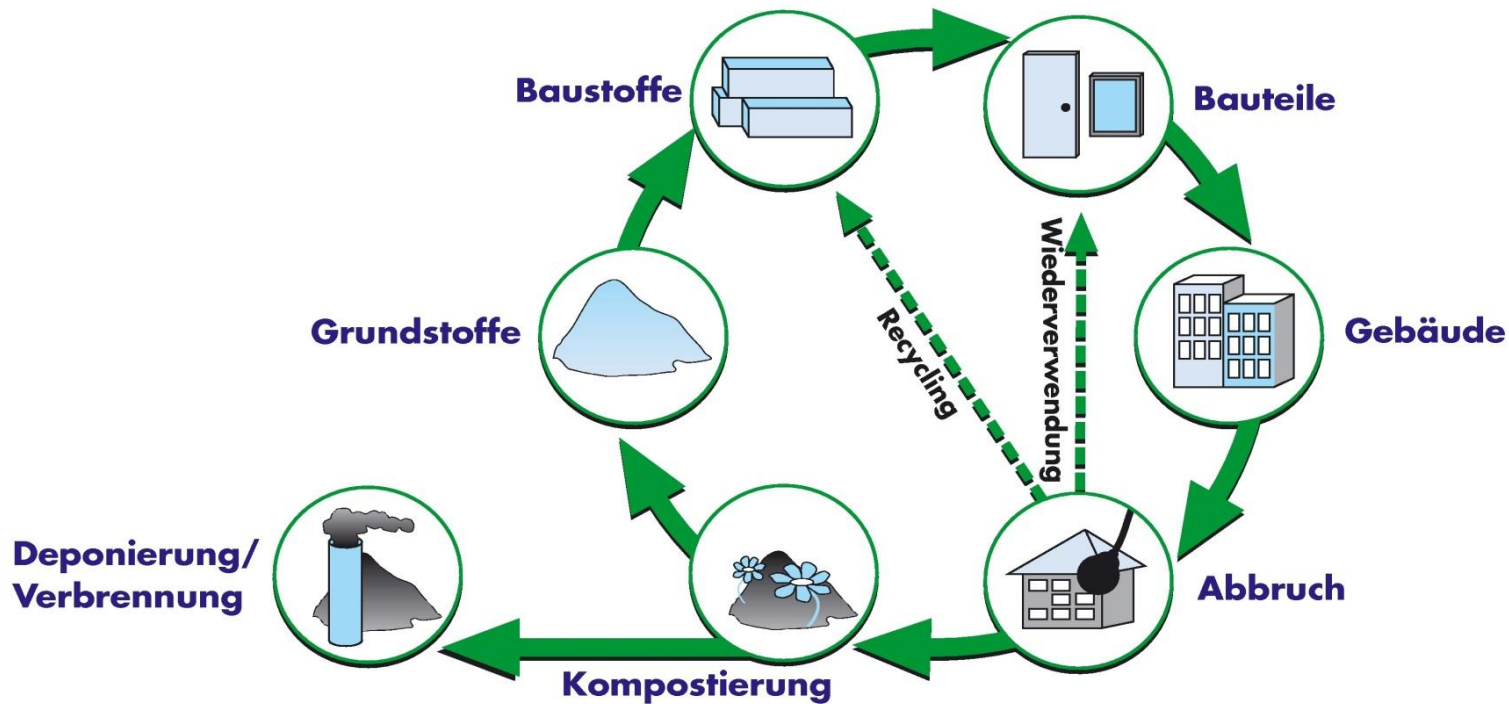 Baustoffe
Bauteile
Wiederverwendung
Recycling
Grundstoffe
Gebäude
Deponierung/
Verbrennung
Abbruch
Kompostierung